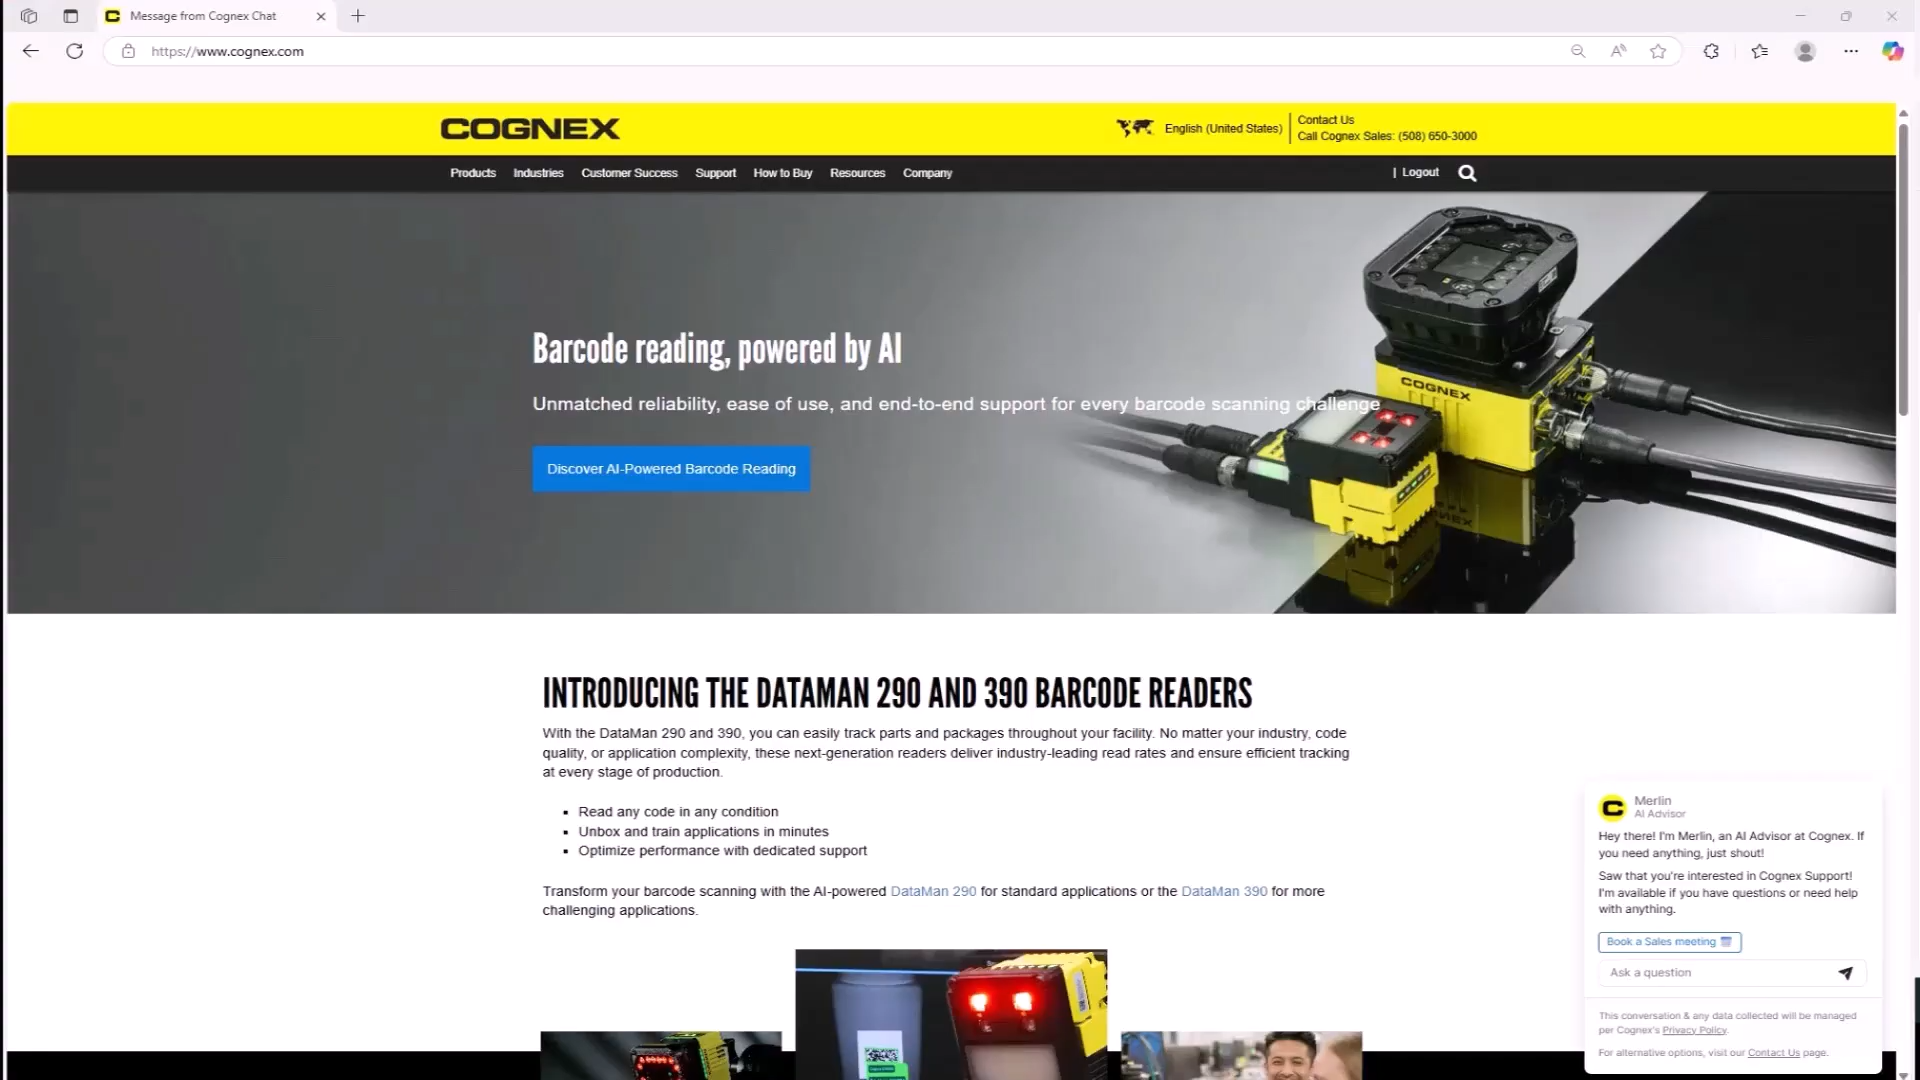 Message from Cognex Chat
https://www.cognex.com
COGNEX
English (United States)
Contact Us
Call Cognex Sales: (508) 650-3000
Products Industries Customer Success Support How to Buy Resources Company
| Logout
COGNEX
Barcode reading, powered by AI
Unmatched reliability, ease of use, and end-to-end support for every barcode scanning challenge
Discover AI-Powered Barcode Reading
INTRODUCING THE DATAMAN 290 AND 390 BARCODE READERS
With the DataMan 290 and 390, you can easily track parts and packages throughout your facility. No matter your industry, code
quality, or application complexity, these next-generation readers deliver industry-leading read rates and ensure efficient tracking
at every stage of production.
Read any code in any condition
Unbox and train applications in minutes
Optimize performance with dedicated support
Transform your barcode scanning with the AI-powered DataMan 290 for standard applications or the DataMan 390 for more
challenging applications.
Merlin
AI Advisor
Hey there! I'm Merlin, an AI Advisor at Cognex. If
you need anything, just shout!
Saw that you're interested in Cognex Support!
I'm available if you have questions or need help
with anything.
Book a Sales meeting
Ask a question
This conversation & any data collected will be managed
per Cognex's Privacy Policy.
For alternative options, visit our Contact Us page.